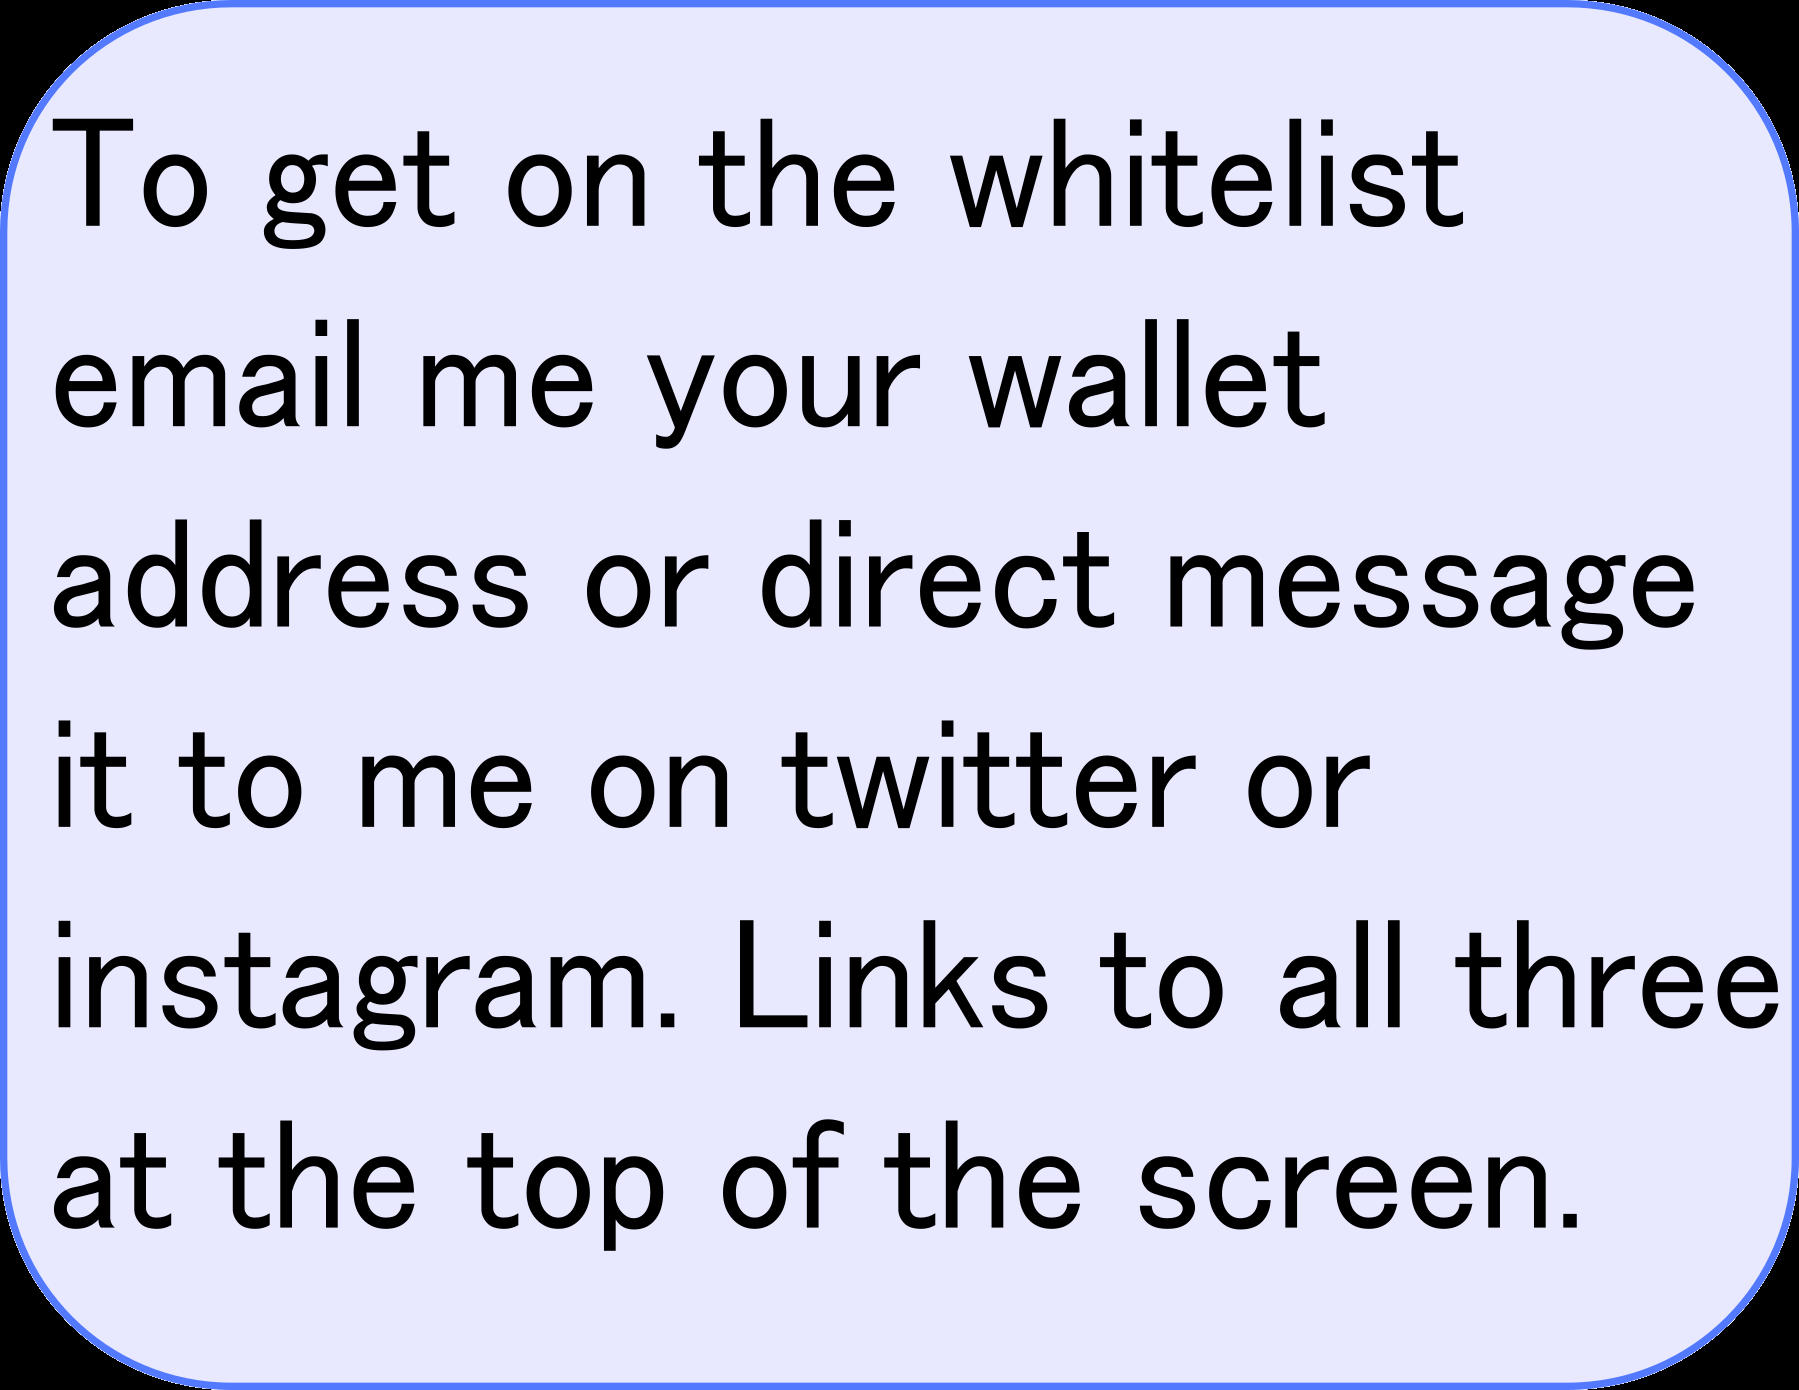 To get on the whitelist
email me your wallet
address or direct message
it to me on twitter or
instagram. Links to all three
at the top of the screen.